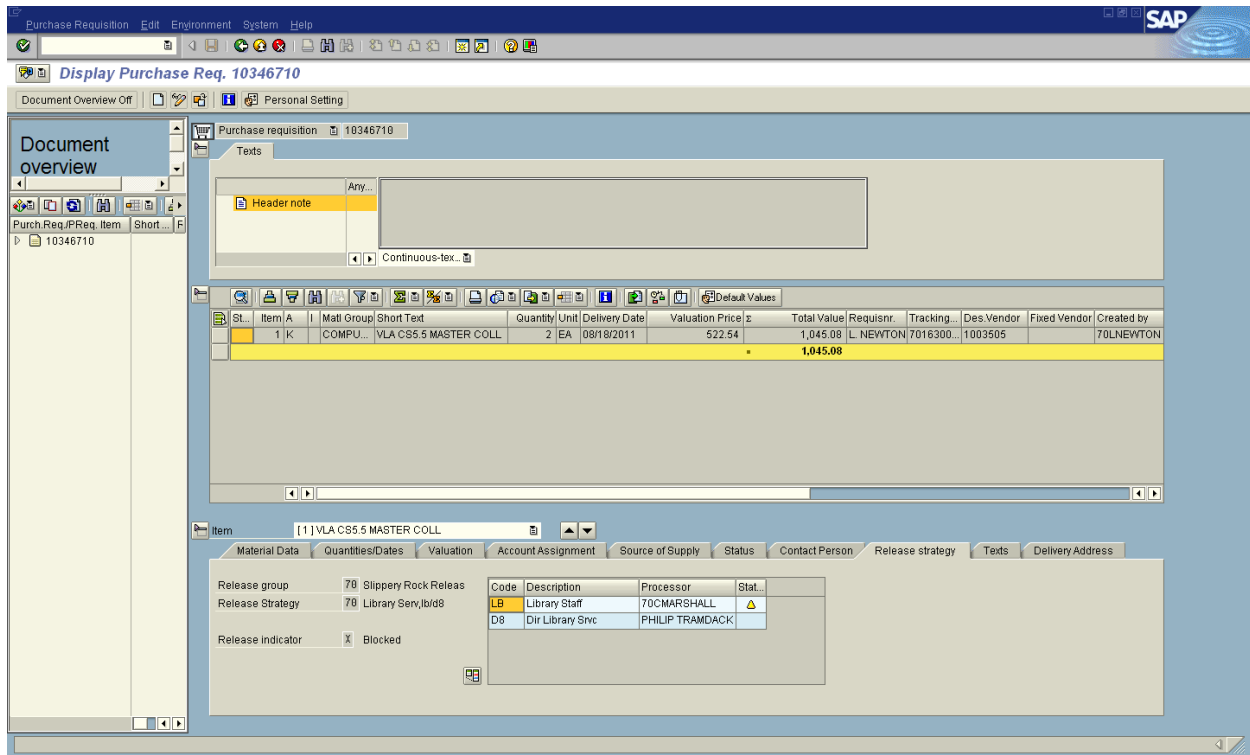 Purchase Requisition Edit Environment System Help
SAP
Display Purchase Req. 10346710
Document Overview Off Personal Setting
Document
overview
Purch.Req./PReq. Item Short ... F
10346710
Purchase requisition 10346710
Texts
Any...
Header note
Continuous-tex...
Default Values
St... Item A I Matl Group Short Text Quantity Unit Delivery Date Valuation Price Σ Total Value Requisnr. Tracking... Des.Vendor Fixed Vendor Created by
1 K COMPU... VLA CS5.5 MASTER COLL 2 EA 08/18/2011 522.54 1,045.08 L. NEWTON 7016300... 1003505 70LNEWTON
1,045.08
Item [ 1 ] VLA CS5.5 MASTER COLL
Material Data Quantities/Dates Valuation Account Assignment Source of Supply Status Contact Person Release strategy Texts Delivery Address
Release group 70 Slippery Rock Releas
Release Strategy 70 Library Serv,lb/d8
Release indicator X Blocked
Code Description Processor Stat...
LB Library Staff 70CMARSHALL
D8 Dir Library Srvc PHILIP TRAMDACK